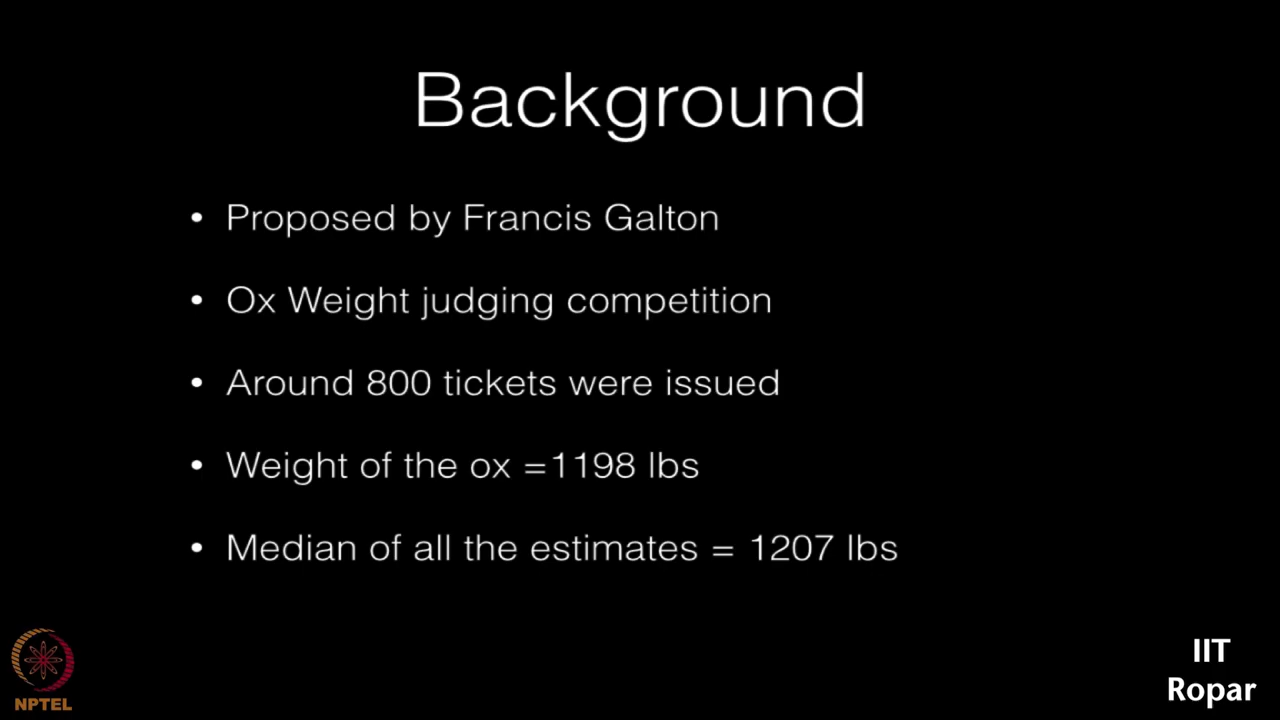 Background
• Proposed by Francis Galton
• Ox Weight judging competition
• Around 800 tickets were issued
• Weight of the ox =1198 lbs
• Median of all the estimates = 1207 lbs
NPTEL
IIT
Ropar